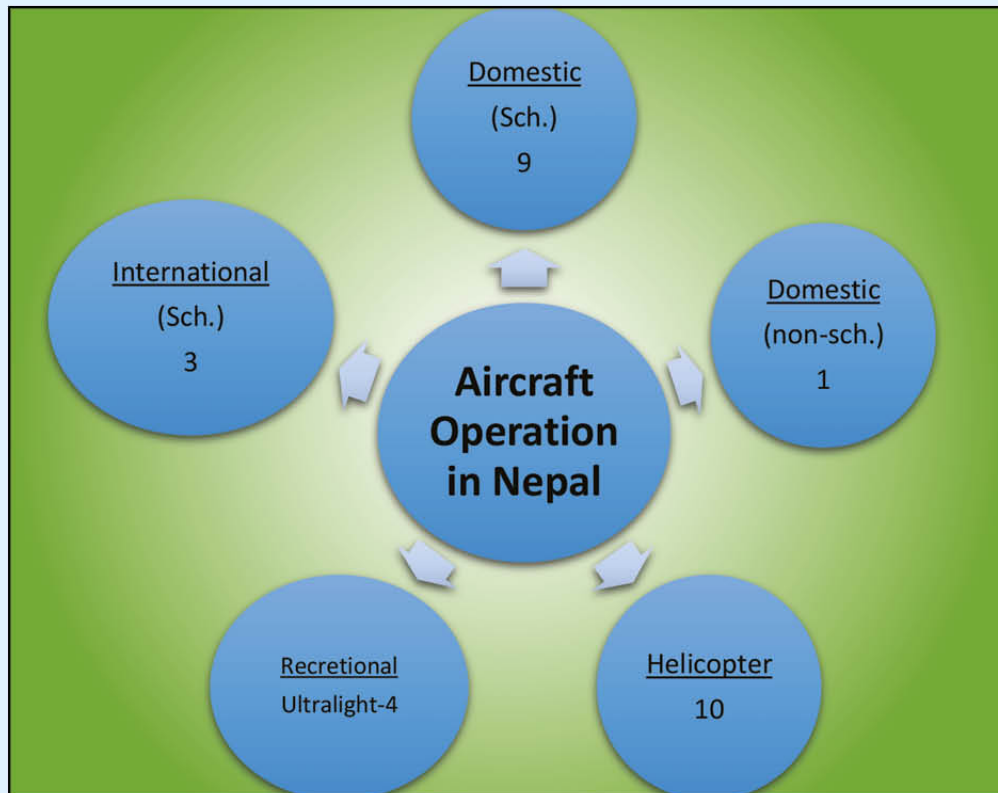 Domestic
(Sch.)
9
International
(Sch.)
3
Domestic
(non-sch.)
1
Aircraft
Operation
in Nepal
Recretional
Ultralight-4
Helicopter
10